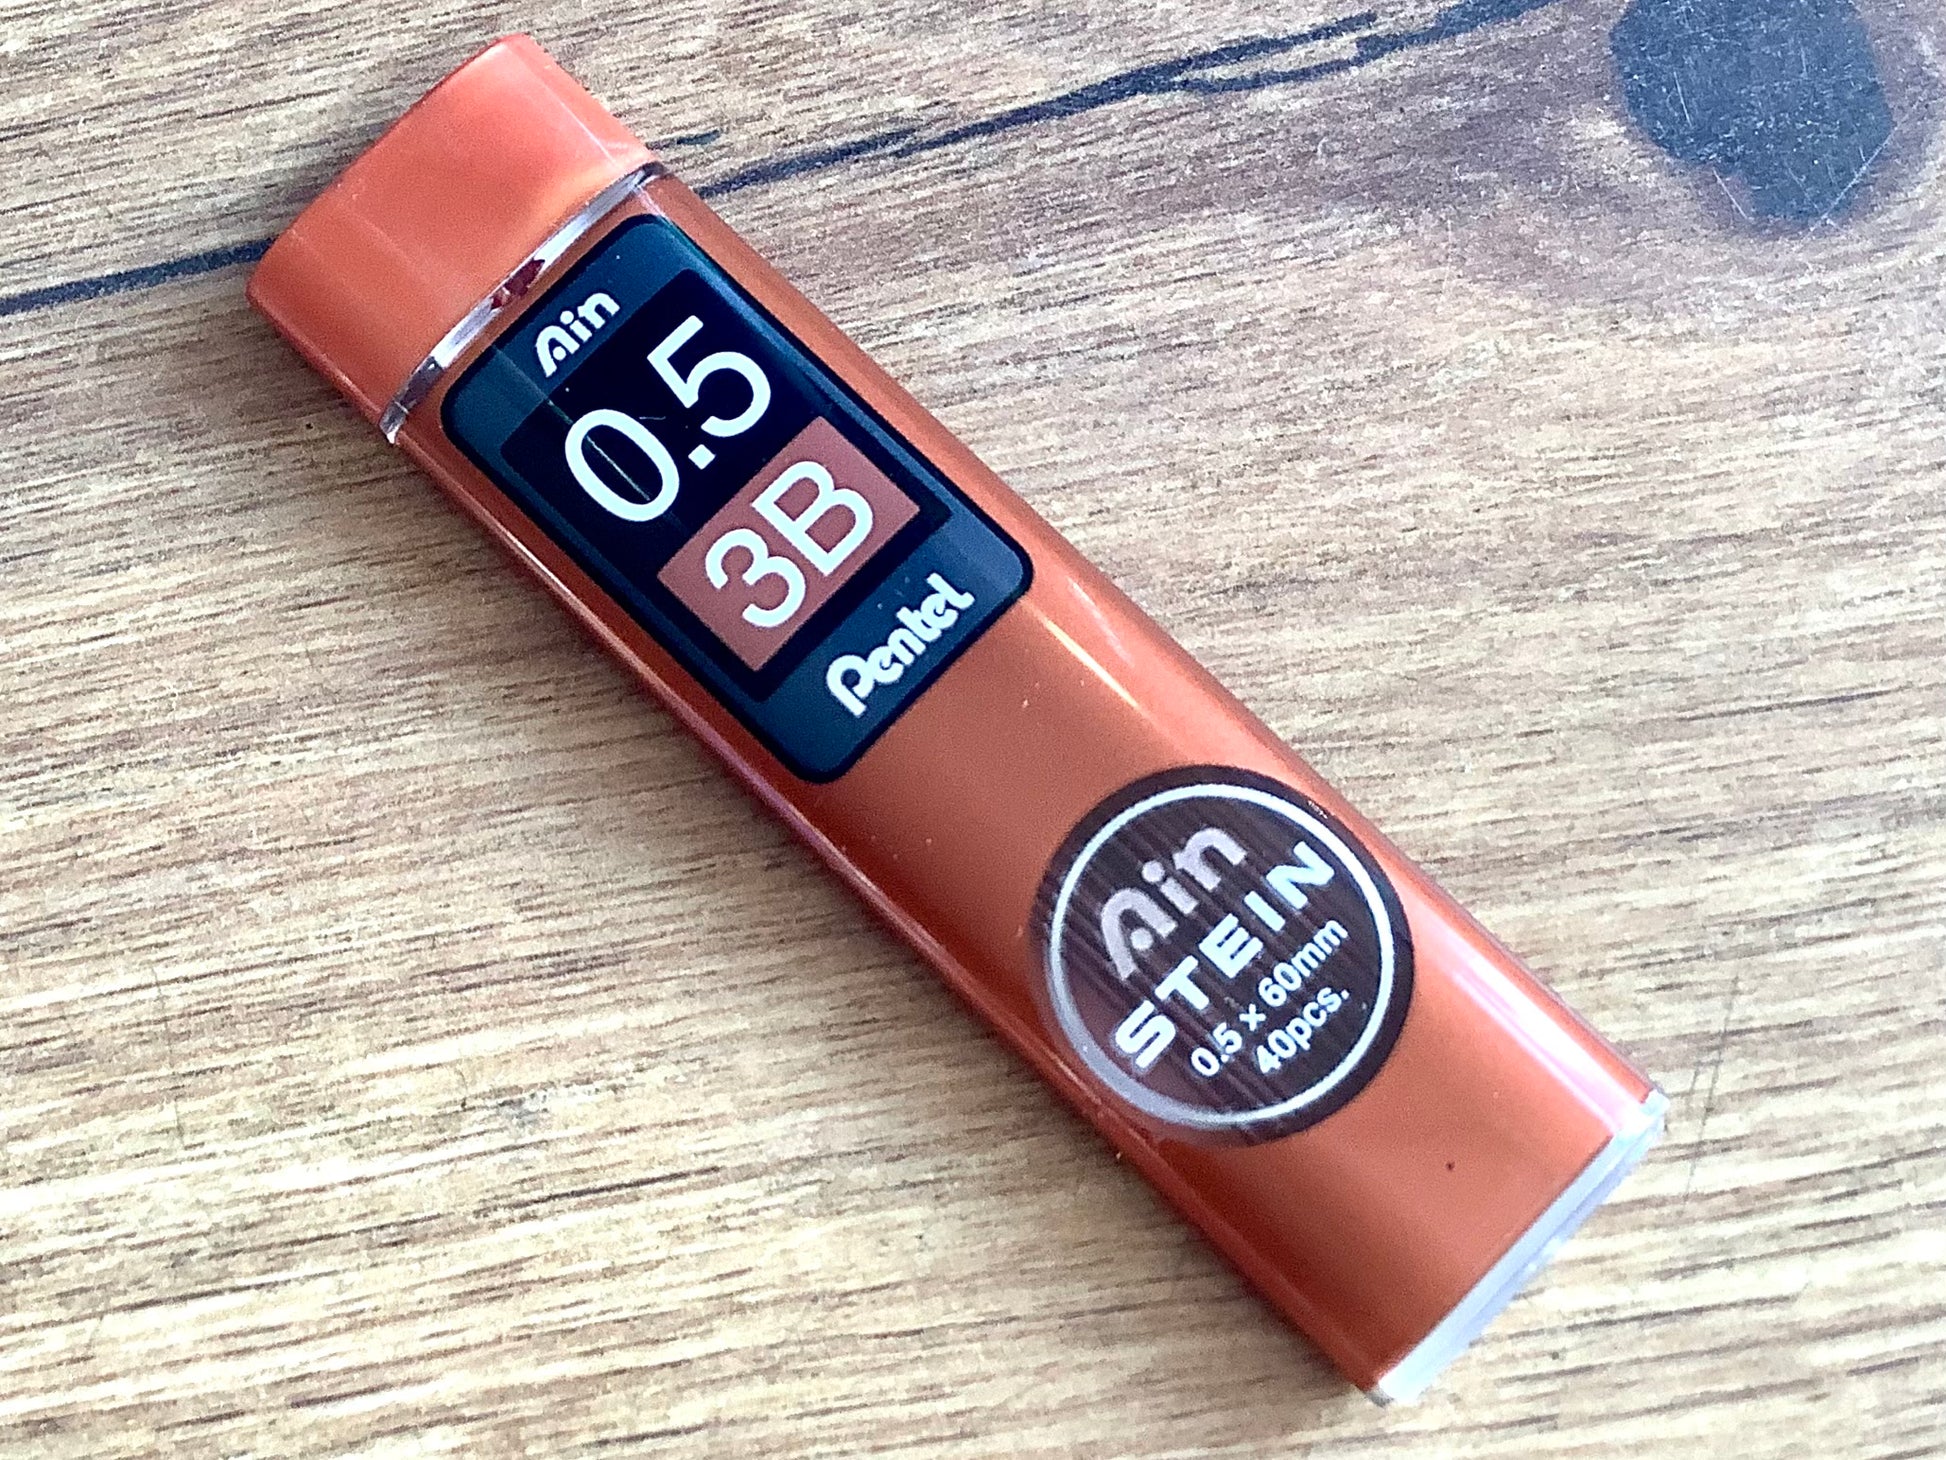 Ain
0.5
3B
Pentel
Ain
STEIN
0.5 × 60mm
40pcs.